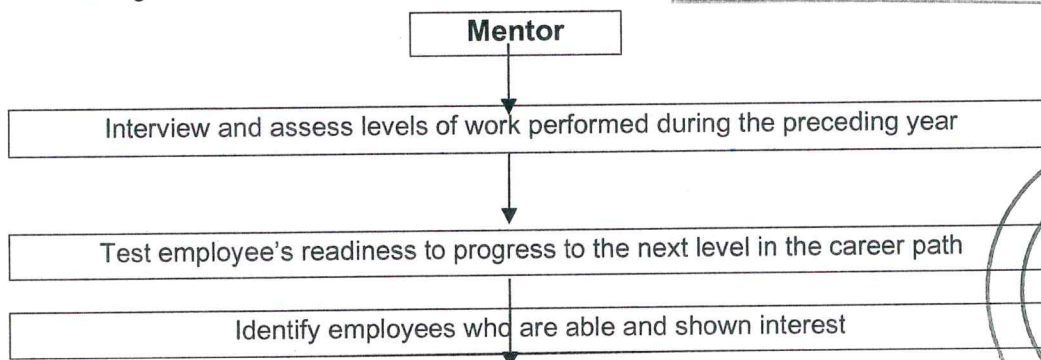 Mentor
Interview and assess levels of work performed during the preceding year
Test employee's readiness to progress to the next level in the career path
Identify employees who are able and shown interest